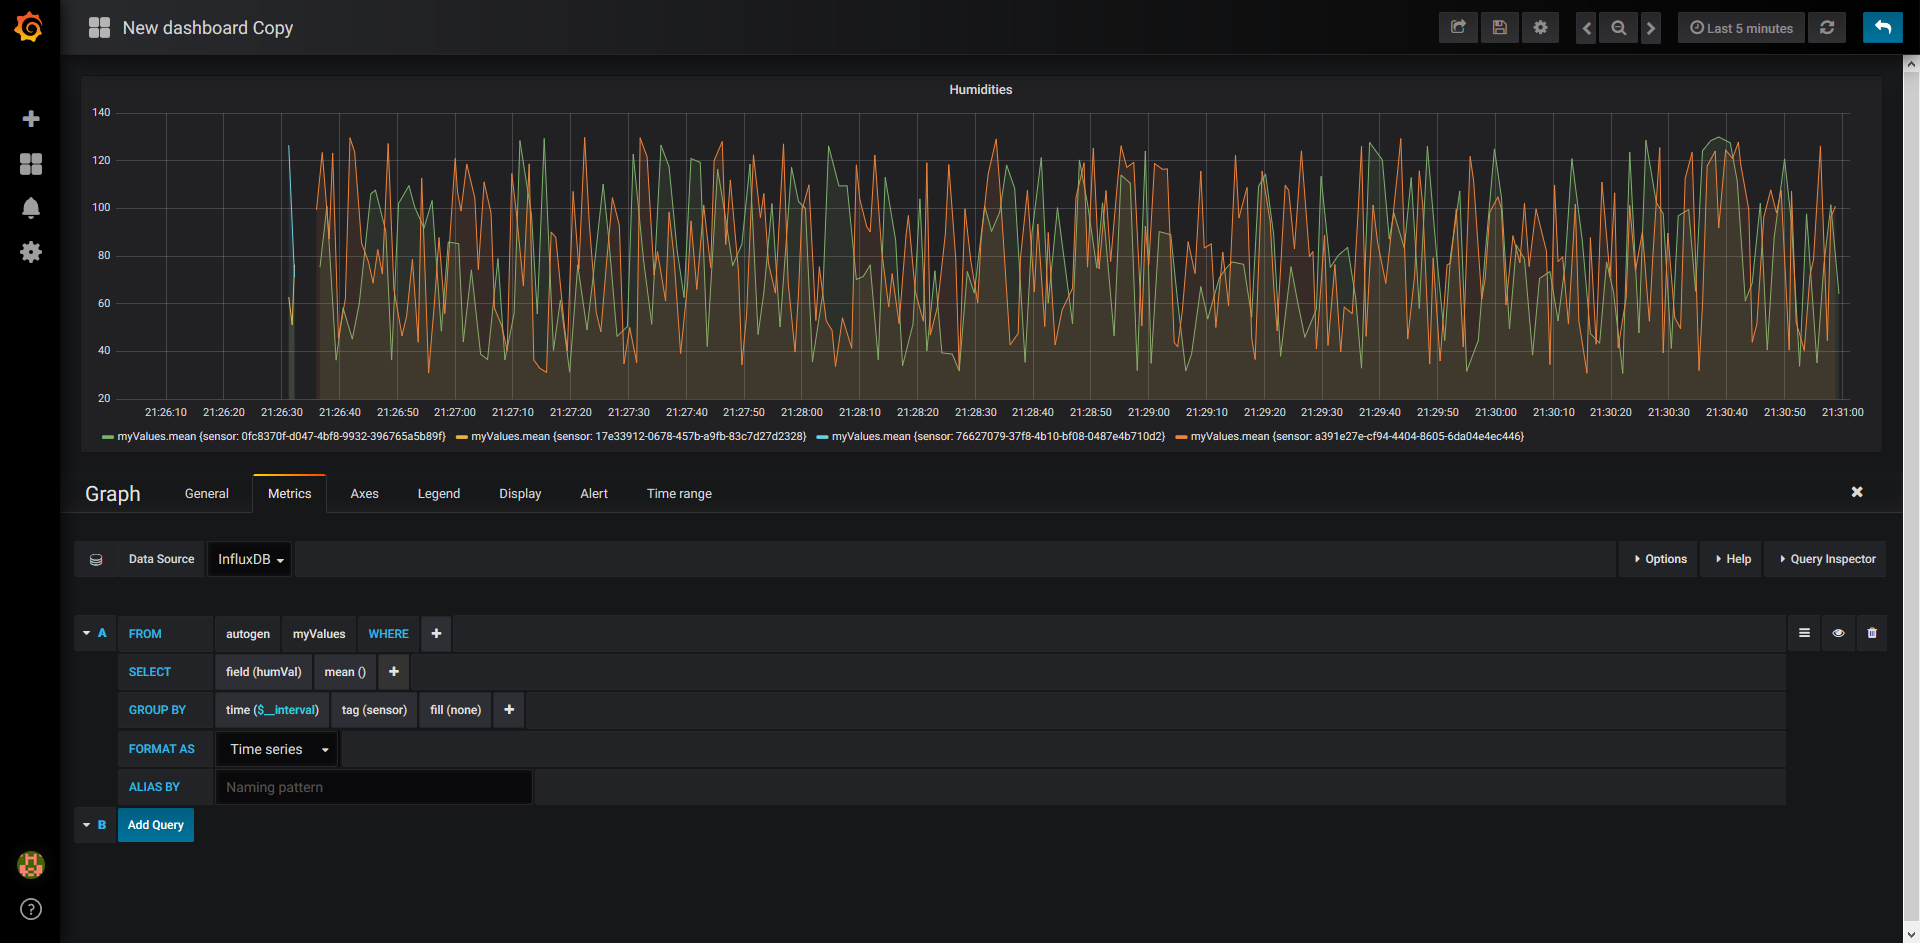 New dashboard Copy
Last 5 minutes
Humidities
140
120
100
80
60
40
20
21:26:10 21:26:20 21:26:30 21:26:40 21:26:50 21:27:00 21:27:10 21:27:20 21:27:30 21:27:40 21:27:50 21:28:00 21:28:10 21:28:20 21:28:30 21:28:40 21:28:50 21:29:00 21:29:10 21:29:20 21:29:30 21:29:40 21:29:50 21:30:00 21:30:10 21:30:20 21:30:30 21:30:40 21:30:50 21:31:00
myValues.mean {sensor: 0fc8370f-d047-4bf8-9932-396765a5b89f} myValues.mean {sensor: 17e33912-0678-457b-a9fb-83c7d27d2328} myValues.mean {sensor: 76627079-37f8-4b10-bf08-0487e4b710d2} myValues.mean {sensor: a391e27e-cf94-4404-8605-6da04e4ec446}
Graph General Metrics Axes Legend Display Alert Time range
Data Source InfluxDB Options Help Query Inspector
A FROM autogen myValues WHERE
SELECT field (humVal) mean ()
GROUP BY time ($__interval) tag (sensor) fill (none)
FORMAT AS Time series
ALIAS BY Naming pattern
B Add Query